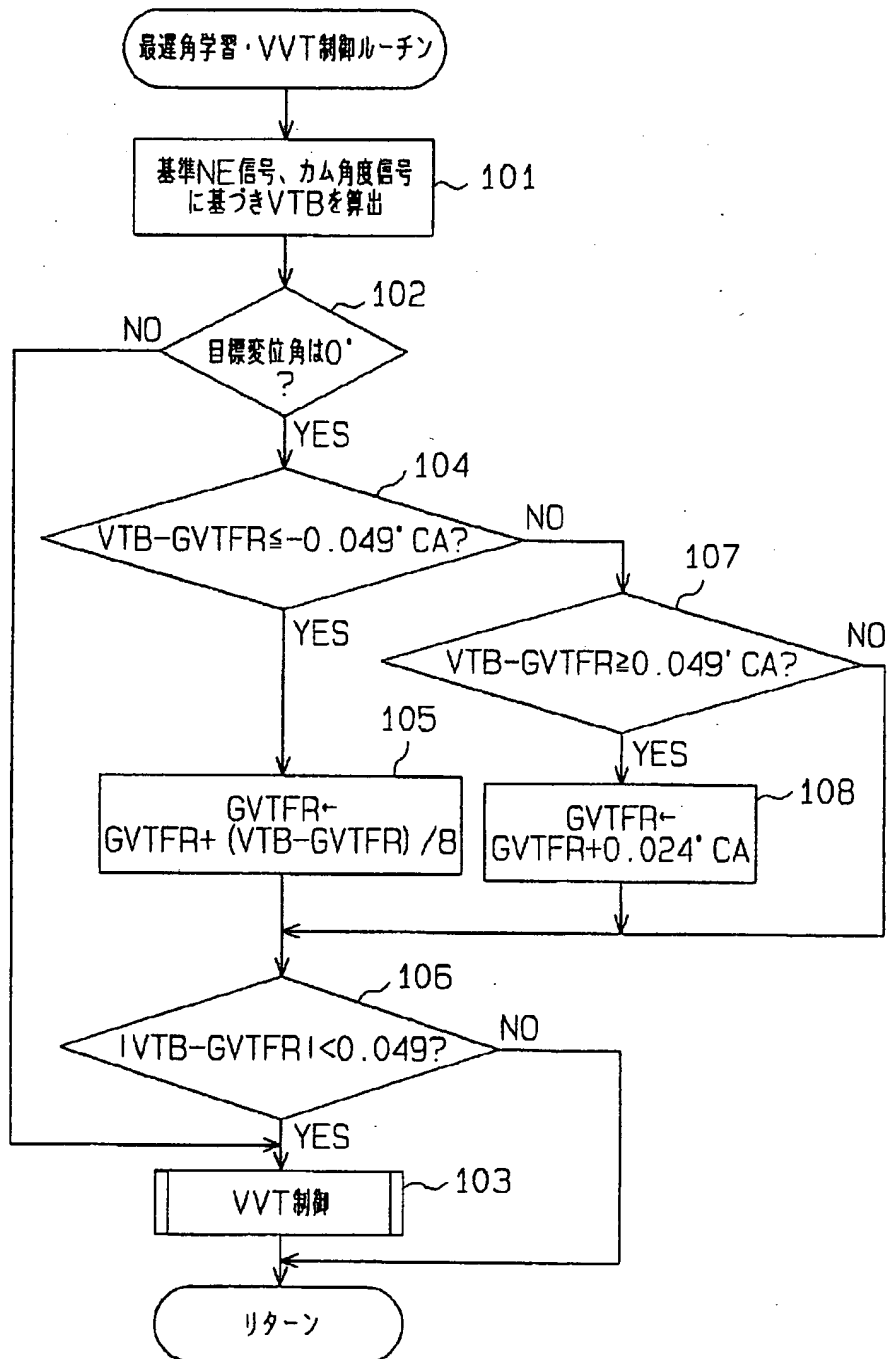 最遅角学習・VVT制御ルーチン
基準NE信号、カム角度信号
に基づきVTBを算出
101
102
NO
目標変位角は0°
?
YES
104
VTB-GVTFR≦-0.049°CA?
NO
107
YES
VTB-GVTFR≧0.049°CA?
NO
105
YES
108
GVTFR←
GVTFR+(VTB-GVTFR)/8
GVTFR←
GVTFR+0.024°CA
106
|VTB-GVTFR|<0.049?
NO
YES
VVT制御
103
リターン